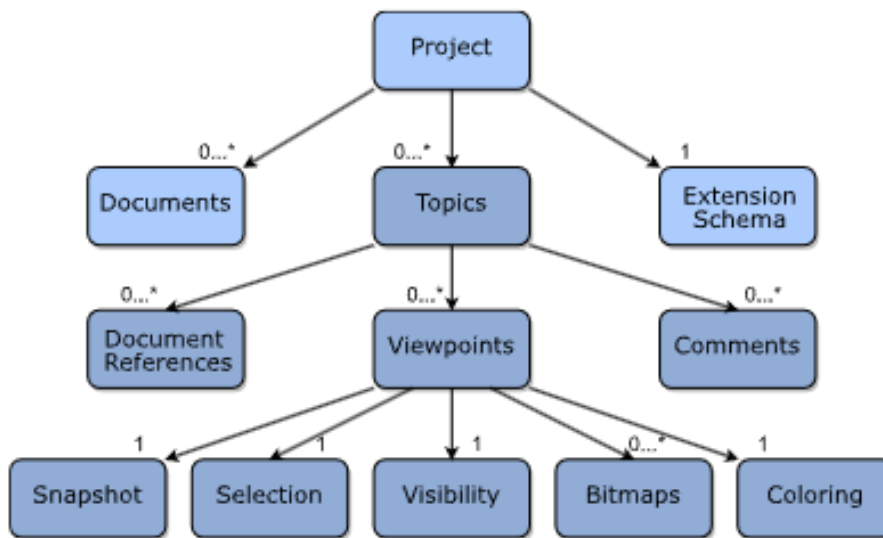 Project
0...*
0...*
1
Documents
Topics
Extension
Schema
0...*
0...*
0...*
Document
References
Viewpoints
Comments
1
1
1
0...*
1
Snapshot
Selection
Visibility
Bitmaps
Coloring